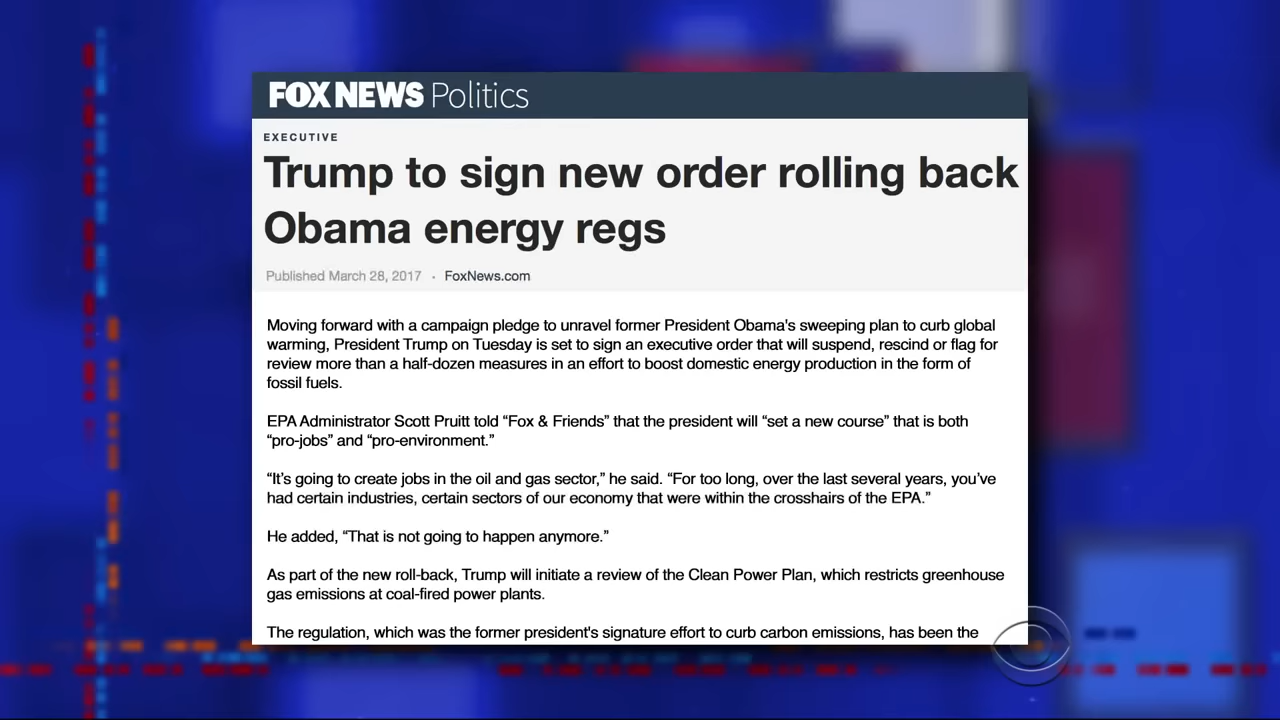 FOX NEWS Politics
EXECUTIVE
Trump to sign new order rolling back
Obama energy regs
Published March 28, 2017 · FoxNews.com
Moving forward with a campaign pledge to unravel former President Obama's sweeping plan to curb global
warming, President Trump on Tuesday is set to sign an executive order that will suspend, rescind or flag for
review more than a half-dozen measures in an effort to boost domestic energy production in the form of
fossil fuels.
EPA Administrator Scott Pruitt told “Fox & Friends” that the president will “set a new course” that is both
“pro-jobs” and “pro-environment.”
“It’s going to create jobs in the oil and gas sector,” he said. “For too long, over the last several years, you’ve
had certain industries, certain sectors of our economy that were within the crosshairs of the EPA.”
He added, “That is not going to happen anymore.”
As part of the new roll-back, Trump will initiate a review of the Clean Power Plan, which restricts greenhouse
gas emissions at coal-fired power plants.
The regulation, which was the former president's signature effort to curb carbon emissions, has been the